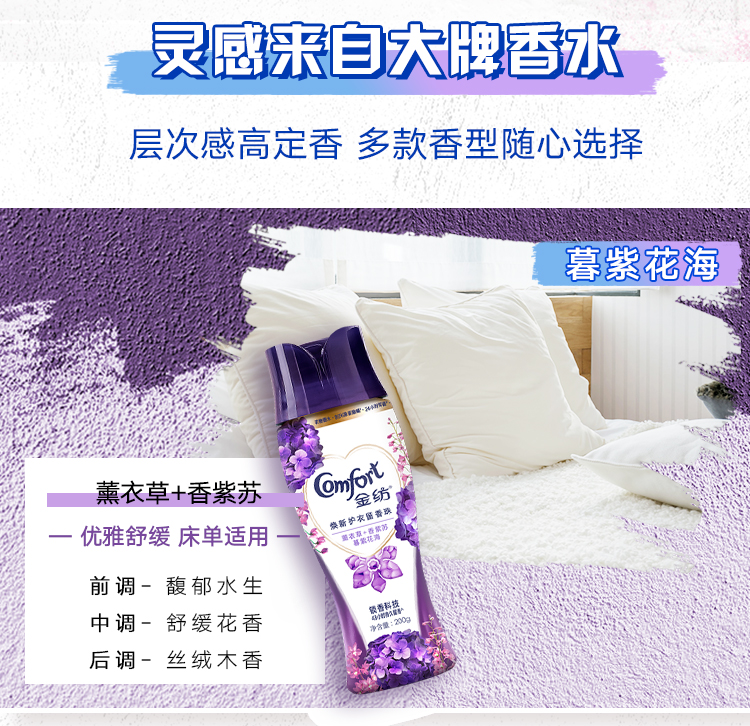 灵感来自大牌香水
层次感高定香 多款香型随心选择
暮紫花海
薰衣草+香紫苏
优雅舒缓 床单适用
前调- 馥郁水生
中调- 舒缓花香
后调- 丝绒木香
Comfort
金纺®
焕新护衣留香珠
薰衣草+香紫苏
暮紫花海
锁香科技
净含量:200g